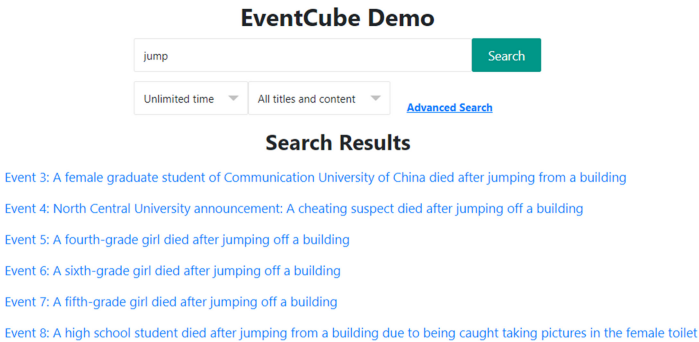 EventCube Demo
jump
Search
Unlimited time
All titles and content
Advanced Search
Search Results
Event 3: A female graduate student of Communication University of China died after jumping from a building
Event 4: North Central University announcement: A cheating suspect died after jumping off a building
Event 5: A fourth-grade girl died after jumping off a building
Event 6: A sixth-grade girl died after jumping off a building
Event 7: A fifth-grade girl died after jumping off a building
Event 8: A high school student died after jumping from a building due to being caught taking pictures in the female toilet